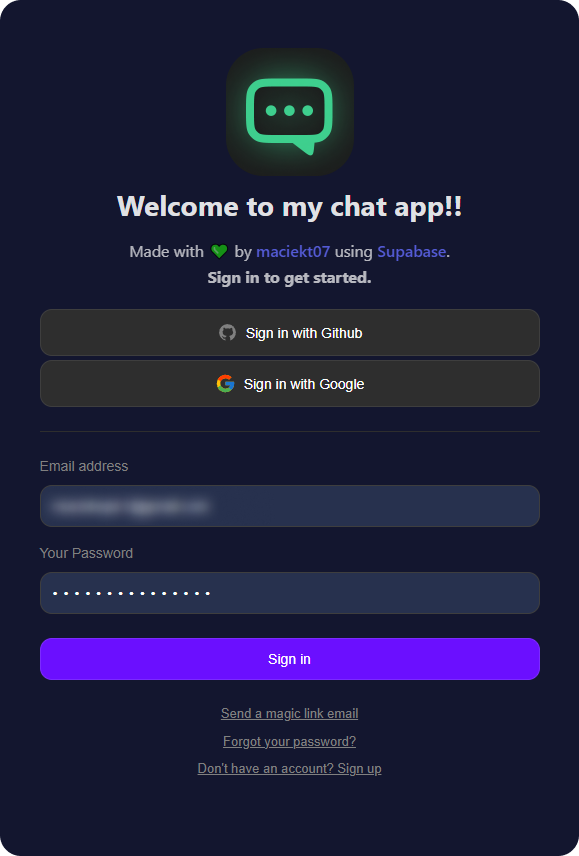 Welcome to my chat app!!
Made with 💚 by maciekt07 using Supabase.
Sign in to get started.
Sign in with Github
Sign in with Google
Email address
Your Password
Sign in
Send a magic link email
Forgot your password?
Don't have an account? Sign up